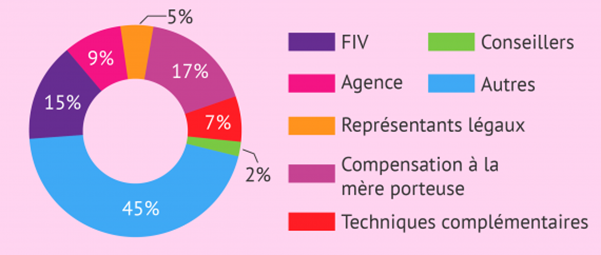 5%
9%
17%
15%
7%
2%
45%
FIV
Conseillers
Agence
Autres
Représentants légaux
Compensation à la
mère porteuse
Techniques complémentaires